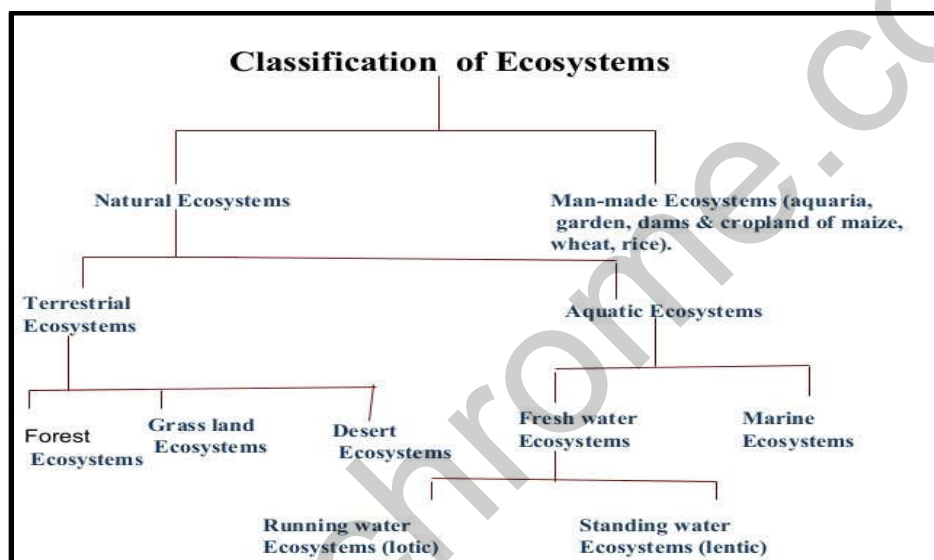 Classification of Ecosystems
Natural Ecosystems
Man-made Ecosystems (aquaria,
garden, dams & cropland of maize,
wheat, rice).
Terrestrial
Ecosystems
Aquatic Ecosystems
Forest
Ecosystems
Grass land
Ecosystems
Desert
Ecosystems
Fresh water
Ecosystems
Marine
Ecosystems
Running water
Ecosystems (lotic)
Standing water
Ecosystems (lentic)